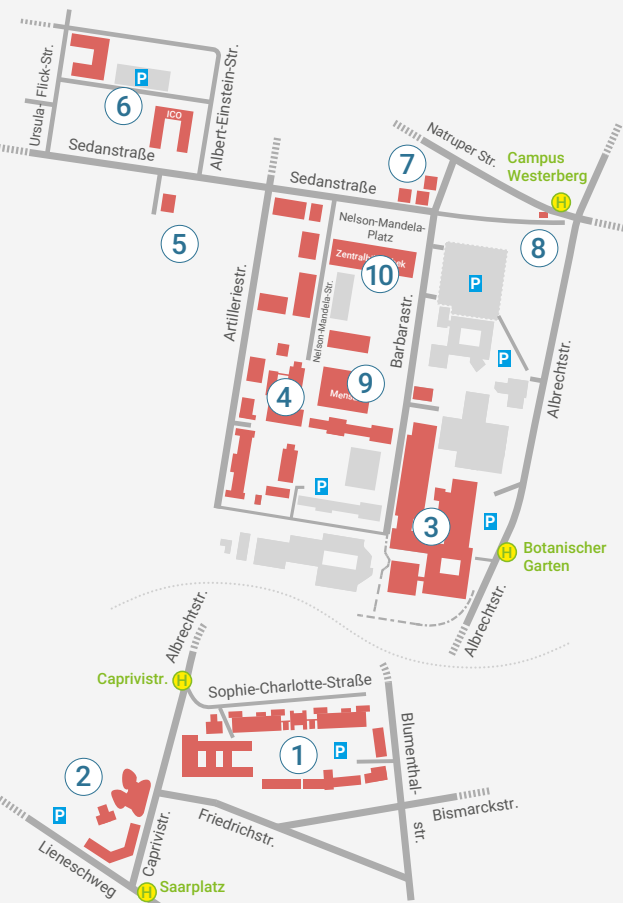 Ursula-
Flick-Str.
P
6
ICO
Albert-Einstein-Str.
Sedanstraße
5
Sedanstraße
7
Natruper Str.
Campus
Westerberg
H
8
Nelson-Mandela-
Platz
10
P
Artilleriestr.
Nelson-Mandela-Str.
Barbarastr.
P
Albrechtstr.
9
4
P
3
P
H
Botanischer
Garten
Albrechtstr.
Albrechtstr.
Caprivistr.
H
Sophie-Charlotte-Straße
Blumenthal-
str.
1
P
2
P
Friedrichstr.
Bismarckstr.
Caprivistr.
Lieneschweg
H
Saarplatz